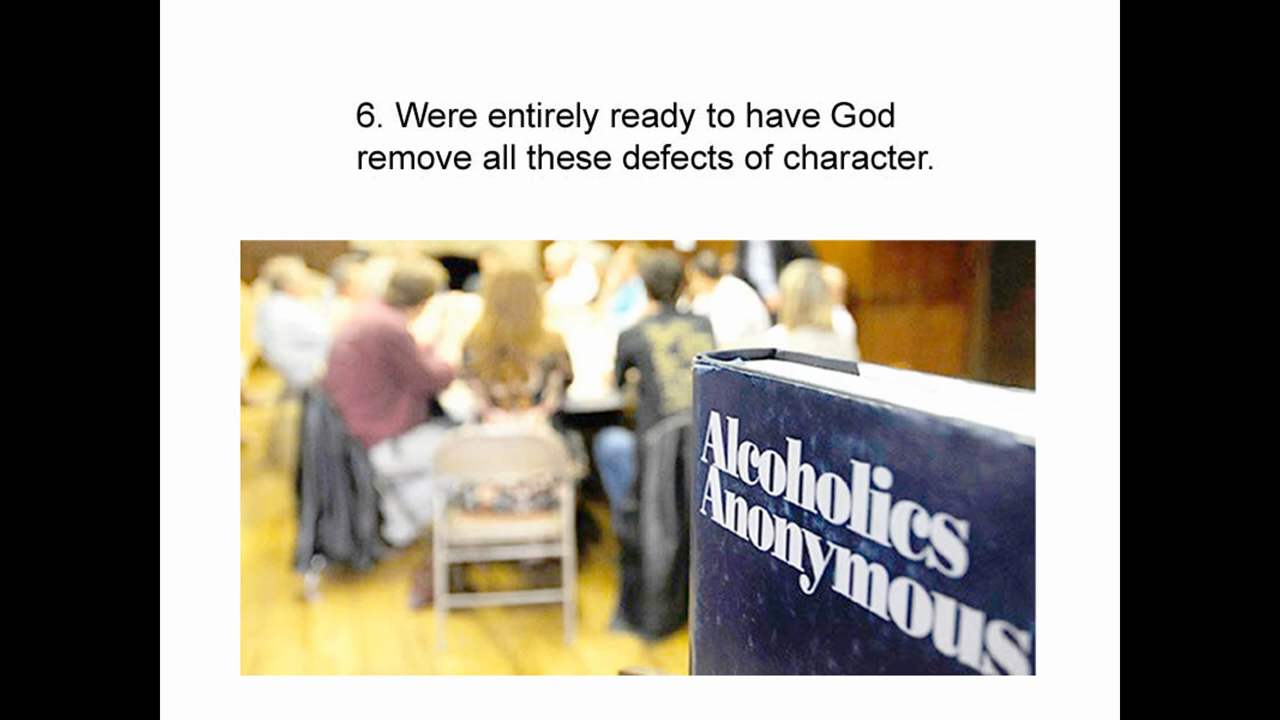 6. Were entirely ready to have God
remove all these defects of character.
Alcoholics
Anonymous